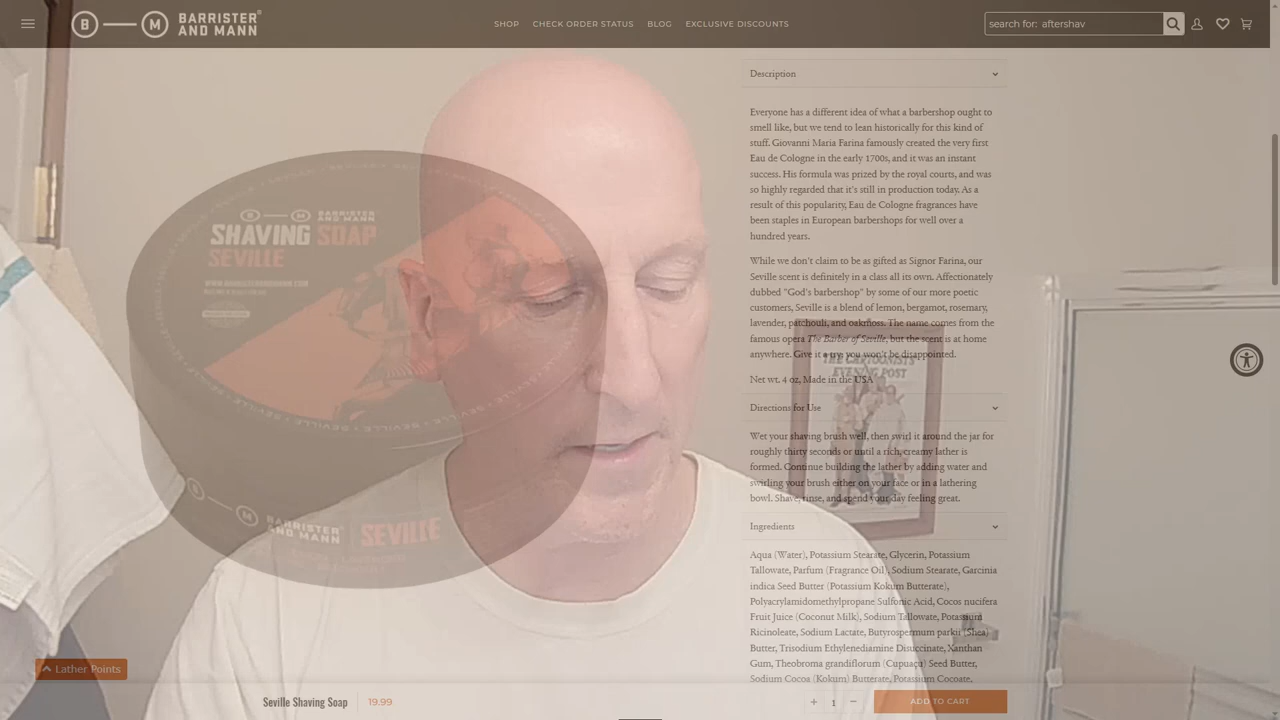 B M BARRISTER AND MANN®
SHOP CHECK ORDER STATUS BLOG EXCLUSIVE DISCOUNTS
search for: aftershav
BARRISTER
AND MANN
SHAVING SOAP
SEVILLE
BARRISTER
AND MANN
SEVILLE
Description
Everyone has a different idea of what a barbershop ought to
smell like, but we tend to lean historically for this kind of
stuff. Giovanni Maria Farina famously created the very first
Eau de Cologne in the early 1700s, and it was an instant
success. His formula was prized by the royal courts, and was
so highly regarded that it's still in production today. As a
result of this popularity, Eau de Cologne fragrances have
been staples in European barbershops for well over a
hundred years.
While we don't claim to be as gifted as Signor Farina, our
Seville scent is definitely in a class all its own. Affectionately
dubbed "God's barbershop" by some of our more poetic
customers, Seville is a blend of lemon, bergamot, rosemary,
lavender, patchouli, and oakmoss. The name comes from the
famous opera The Barber of Seville, but the scent is at home
anywhere. Give it a try; you won't be disappointed.
THE CARTOONISTS'
EVENING POST
Net wt. 4 oz, Made in the USA
Directions for Use
Wet your shaving brush well, then swirl it around the jar for
roughly thirty seconds or until a rich, creamy lather is
formed. Continue building the lather by adding water and
swirling your brush either on your face or in a lathering
bowl. Shave, rinse, and spend your day feeling great.
Ingredients
Aqua (Water), Potassium Stearate, Glycerin, Potassium
Tallowate, Parfum (Fragrance Oil), Sodium Stearate, Garcinia
indica Seed Butter (Potassium Kokum Butterate),
Polyacrylamidomethylpropane Sulfonic Acid, Cocos nucifera
Fruit Juice (Coconut Milk), Sodium Tallowate, Potassium
Ricinoleate, Sodium Lactate, Butyrospermum parkii (Shea)
Butter, Trisodium Ethylenediamine Disuccinate, Xanthan
Gum, Theobroma grandiflorum (Cupuaçu) Seed Butter,
Sodium Cocoa (Kokum) Butterate, Potassium Cocoate,
Lather Points
Seville Shaving Soap 19.99
+ 1 −
ADD TO CART